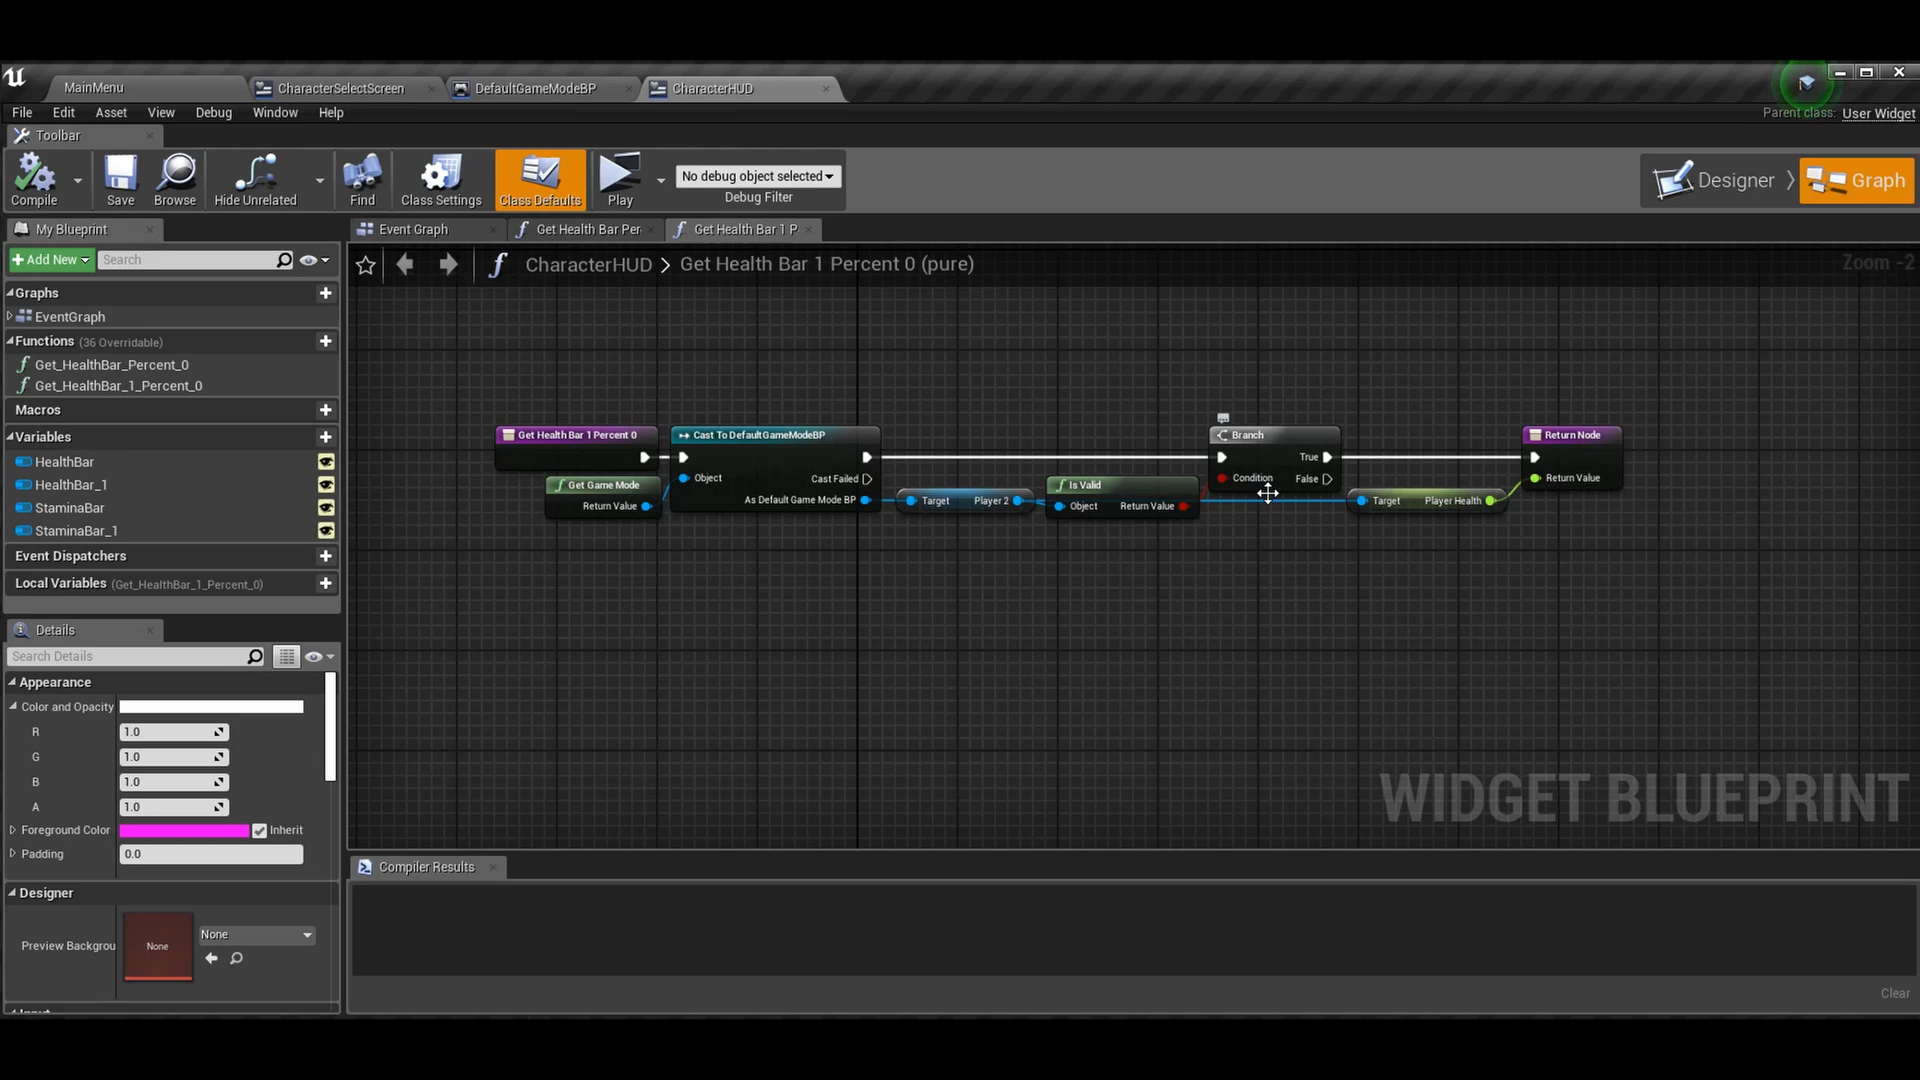 MainMenu
CharacterSelectScreen
DefaultGameModeBP
CharacterHUD
File Edit Asset View Debug Window Help
Parent class: User Widget
Toolbar
Compile
Save
Browse
Hide Unrelated
Find
Class Settings
Class Defaults
Play
No debug object selected
Debug Filter
Designer
Graph
My Blueprint
Event Graph
Get Health Bar Per
Get Health Bar 1 P
Add New
Search
CharacterHUD > Get Health Bar 1 Percent 0 (pure)
Zoom -2
Graphs
EventGraph
Functions (36 Overridable)
Get_HealthBar_Percent_0
Get_HealthBar_1_Percent_0
Macros
Variables
HealthBar
HealthBar_1
StaminaBar
StaminaBar_1
Event Dispatchers
Local Variables (Get_HealthBar_1_Percent_0)
Get Health Bar 1 Percent 0
Get Game Mode
Return Value
Cast To DefaultGameModeBP
Object
Cast Failed
As Default Game Mode BP
Target Player 2
Is Valid
Object Return Value
Branch
True
Condition False
Target Player Health
Return Node
Return Value
Details
Search Details
Appearance
Color and Opacity
R 1.0
G 1.0
B 1.0
A 1.0
Foreground Color Inherit
Padding 0.0
Designer
Preview Backgrou
None
None
WIDGET BLUEPRINT
Compiler Results
Clear